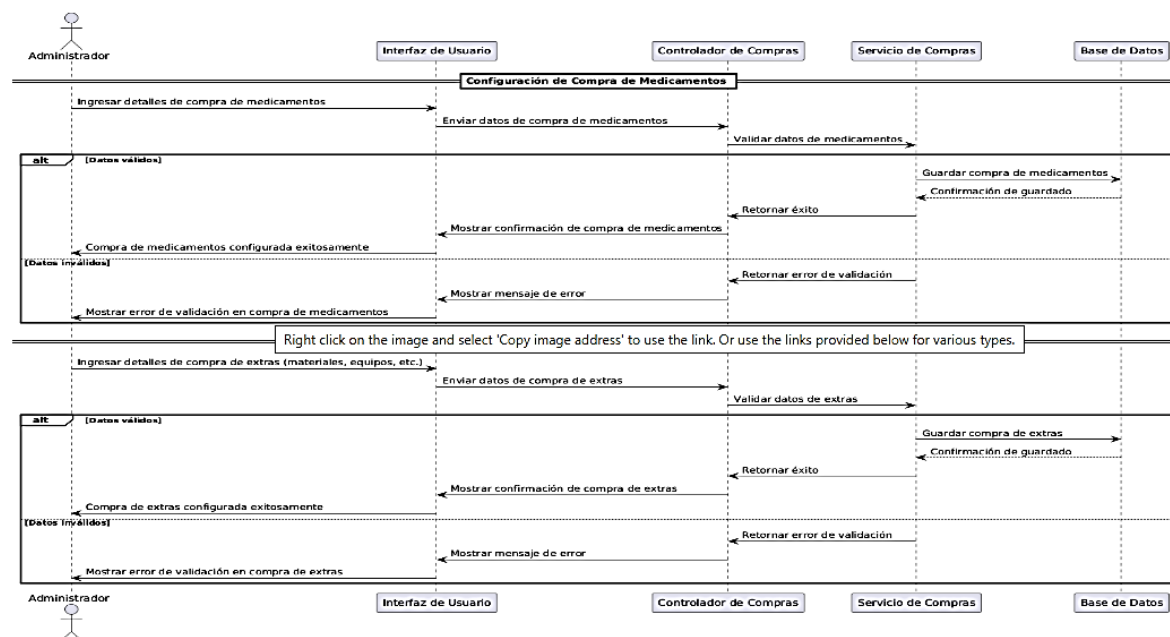 Administrador
Interfaz de Usuario
Controlador de Compras
Servicio de Compras
Base de Datos
Configuración de Compra de Medicamentos
Ingresar detalles de compra de medicamentos
Enviar datos de compra de medicamentos
Validar datos de medicamentos
alt
[Datos válidos]
Guardar compra de medicamentos
Confirmación de guardado
Retornar éxito
Mostrar confirmación de compra de medicamentos
Compra de medicamentos configurada exitosamente
[Datos inválidos]
Retornar error de validación
Mostrar mensaje de error
Mostrar error de validación en compra de medicamentos
Right click on the image and select 'Copy image address' to use the link. Or use the links provided below for various types.
Ingresar detalles de compra de extras (materiales, equipos, etc.)
Enviar datos de compra de extras
Validar datos de extras
alt
[Datos válidos]
Guardar compra de extras
Confirmación de guardado
Retornar éxito
Mostrar confirmación de compra de extras
Compra de extras configurada exitosamente
[Datos inválidos]
Retornar error de validación
Mostrar mensaje de error
Mostrar error de validación en compra de extras
Administrador
Interfaz de Usuario
Controlador de Compras
Servicio de Compras
Base de Datos